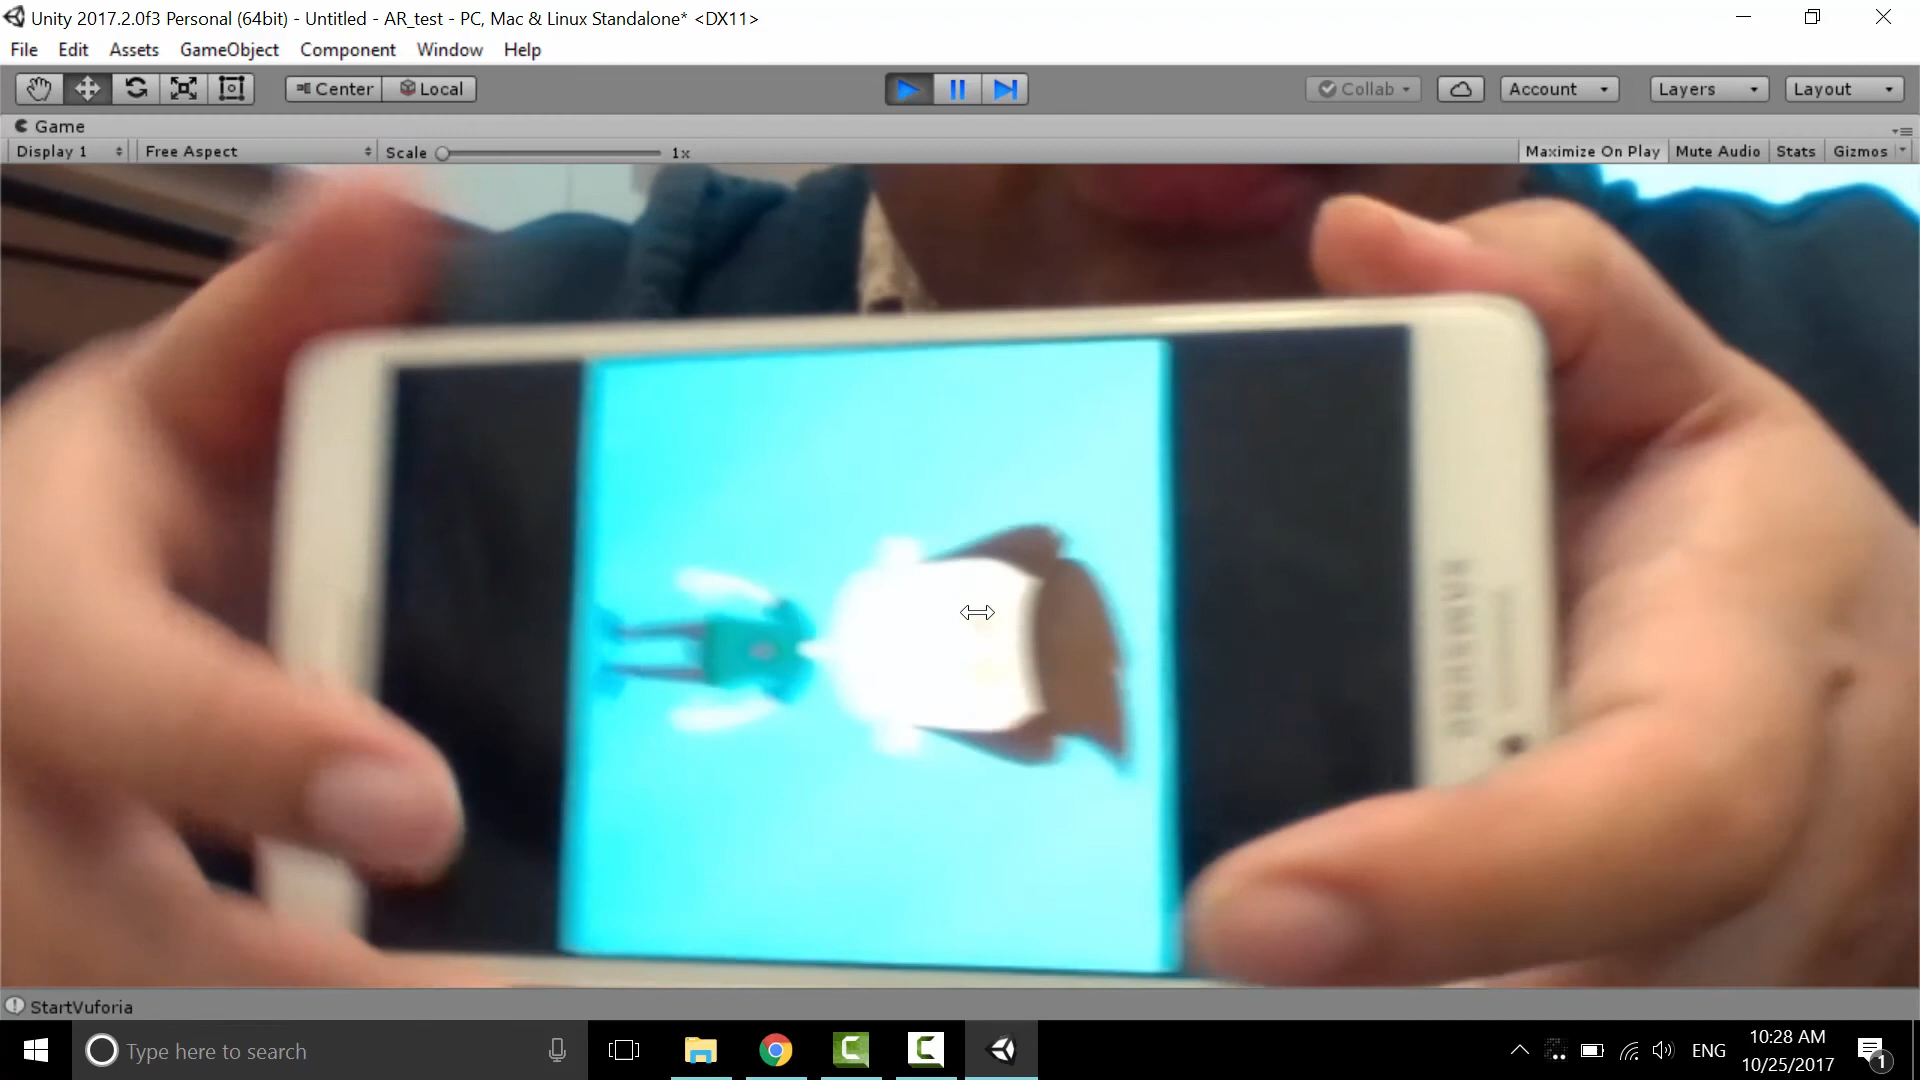 Unity 2017.2.0f3 Personal (64bit) - Untitled - AR_test - PC, Mac & Linux Standalone* <DX11>
File Edit Assets GameObject Component Window Help
Center Local Collab Account Layers Layout
Game
Display 1 Free Aspect Scale 1x Maximize On Play Mute Audio Stats Gizmos
SAMSUNG
StartVuforia
Type here to search
ENG
10:28 AM
10/25/2017
1